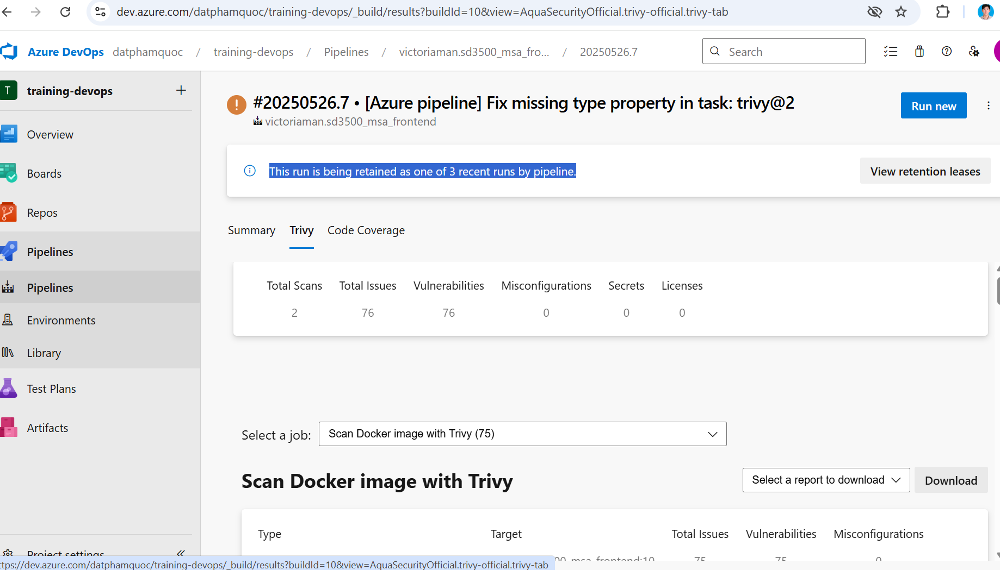 dev.azure.com/datphamquoc/training-devops/_build/results?buildId=10&view=AquaSecurityOfficial.trivy-official.trivy-tab
Azure DevOps datphamquoc / training-devops / Pipelines / victoriaman.sd3500_msa_fro... / 20250526.7
Search
T training-devops
Overview
Boards
Repos
Pipelines
Pipelines
Environments
Library
Test Plans
Artifacts
Project settings
#20250526.7 • [Azure pipeline] Fix missing type property in task: trivy@2
victoriaman.sd3500_msa_frontend
Run new
This run is being retained as one of 3 recent runs by pipeline.
View retention leases
Summary Trivy Code Coverage
Total Scans Total Issues Vulnerabilities Misconfigurations Secrets Licenses
2 76 76 0 0 0
Select a job: Scan Docker image with Trivy (75)
Scan Docker image with Trivy
Select a report to download
Download
Type Target Total Issues Vulnerabilities Misconfigurations
00_msa_frontend:10 75 75 0
ttps://dev.azure.com/datphamquoc/training-devops/_build/results?buildId=10&view=AquaSecurityOfficial.trivy-official.trivy-tab